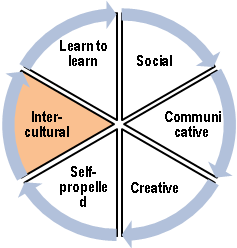 Learn to
learn
Social
Inter-
cultural
Communi
cative
Self-
propelle
d
Creative